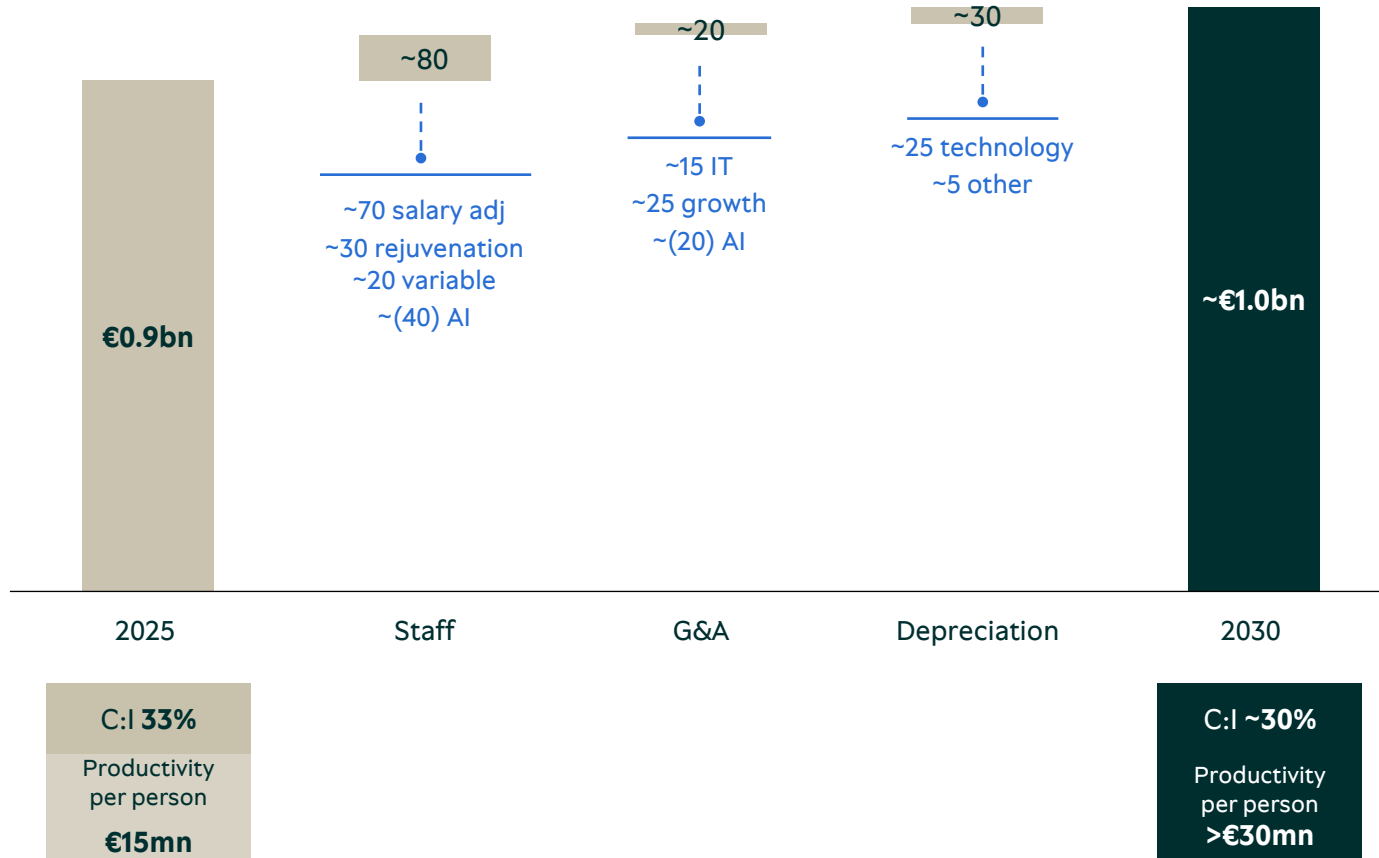 ~80
~20
~30
~70 salary adj
~30 rejuvenation
~20 variable
~(40) AI
~15 IT
~25 growth
~(20) AI
~25 technology
~5 other
€0.9bn
~€1.0bn
2025
Staff
G&A
Depreciation
2030
C:I 33%
Productivity
per person
€15mn
C:I ~30%
Productivity
per person
>€30mn